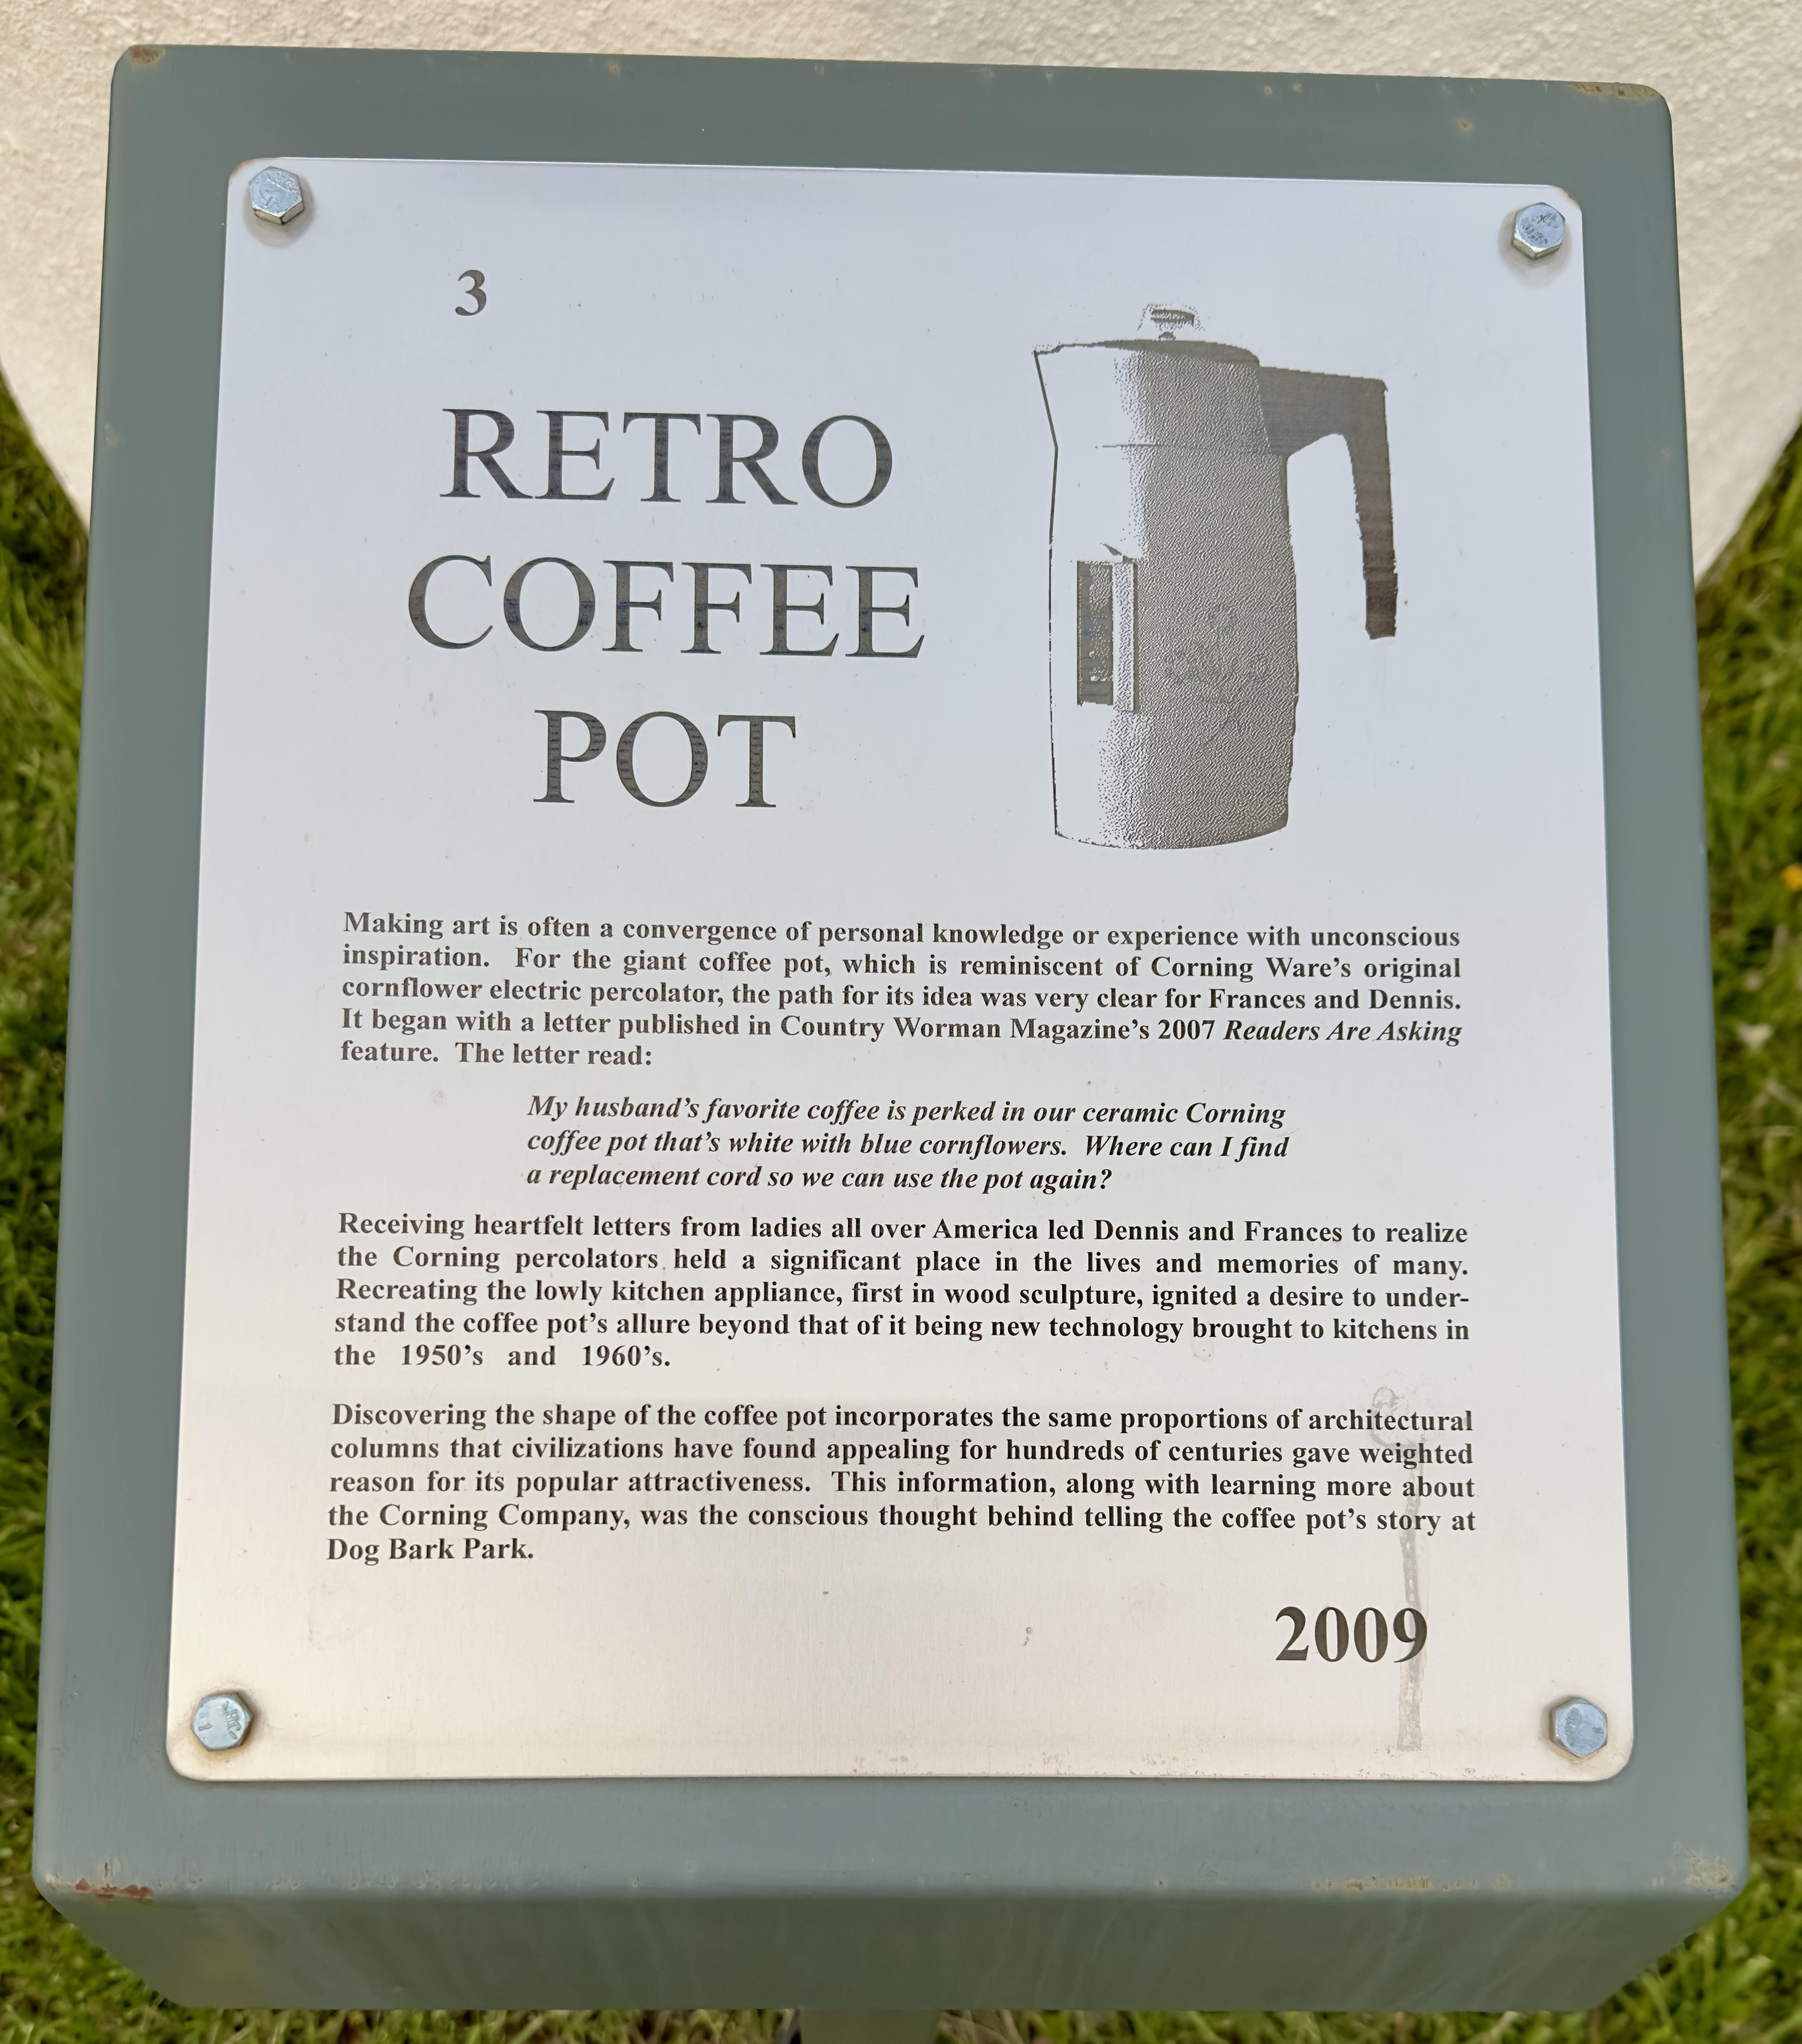 3
RETRO
COFFEE
POT
Making art is often a convergence of personal knowledge or experience with unconscious
inspiration. For the giant coffee pot, which is reminiscent of Corning Ware's original
cornflower electric percolator, the path for its idea was very clear for Frances and Dennis.
It began with a letter published in Country Worman Magazine's 2007 Readers Are Asking
feature. The letter read:
My husband's favorite coffee is perked in our ceramic Corning
coffee pot that's white with blue cornflowers. Where can I find
a replacement cord so we can use the pot again?
Receiving heartfelt letters from ladies all over America led Dennis and Frances to realize
the Corning percolators held a significant place in the lives and memories of many.
Recreating the lowly kitchen appliance, first in wood sculpture, ignited a desire to under-
stand the coffee pot's allure beyond that of it being new technology brought to kitchens in
the 1950's and 1960's.
Discovering the shape of the coffee pot incorporates the same proportions of architectural
columns that civilizations have found appealing for hundreds of centuries gave weighted
reason for its popular attractiveness. This information, along with learning more about
the Corning Company, was the conscious thought behind telling the coffee pot's story at
Dog Bark Park.
2009